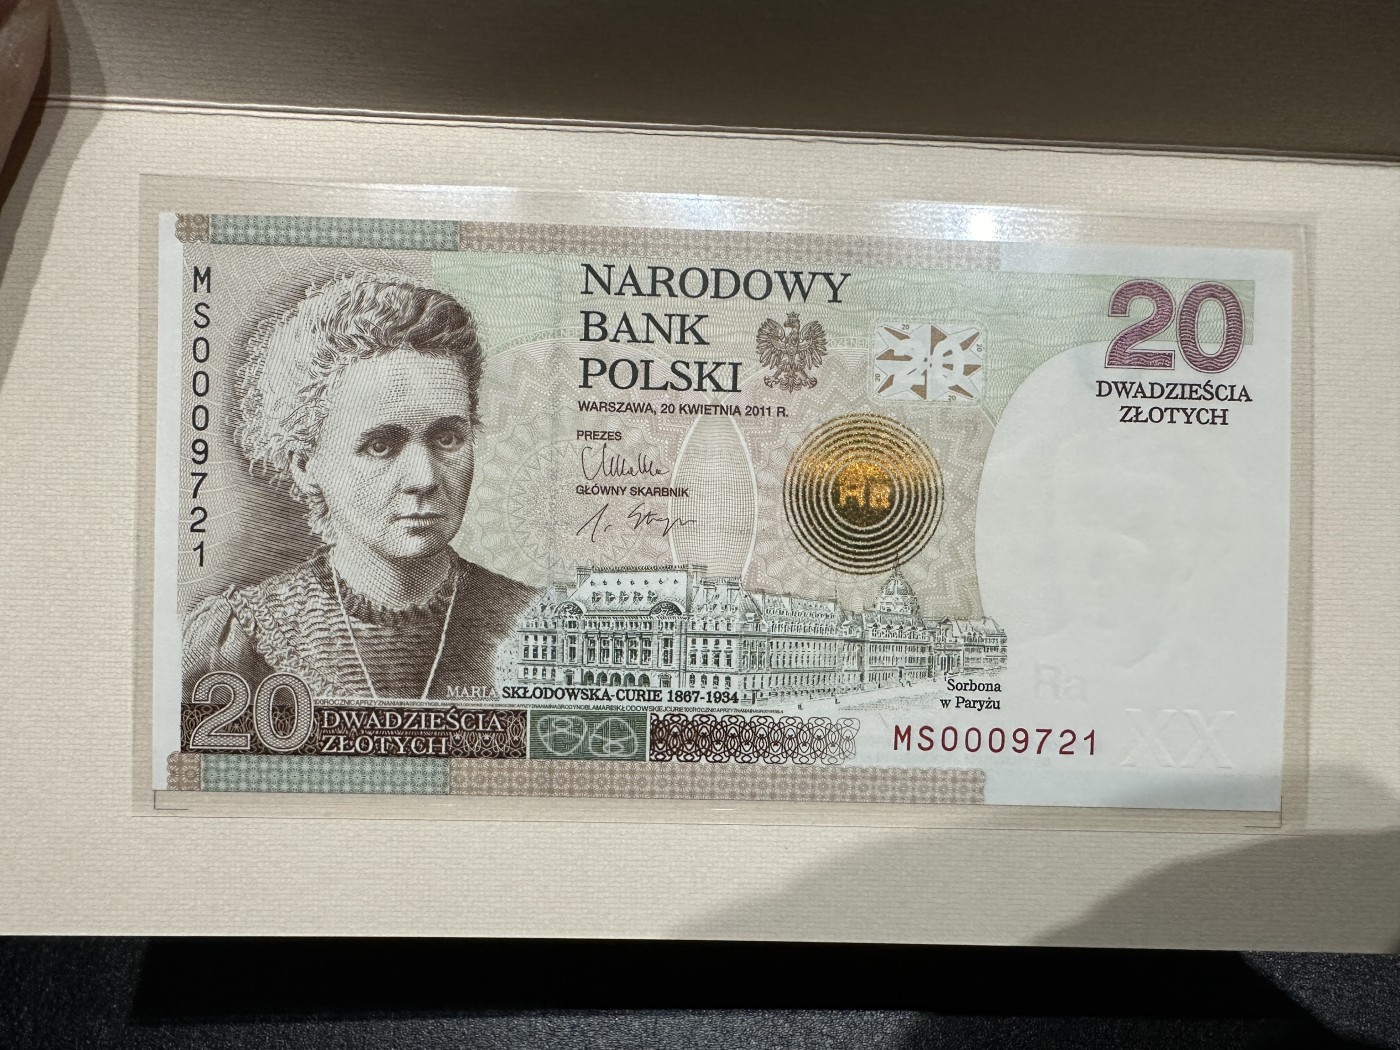 MS0009721
NARODOWY
BANK
POLSKI
WARSZAWA, 20 KWIETNIA 2011 R.
PREZES
GŁÓWNY SKARBNIK
20
20
DWADZIEŚCIA
ZŁOTYCH
Ra
MARIA SKŁODOWSKA-CURIE 1867-1934
Sorbona
w Paryżu
Ra
20 DWADZIEŚCIA
ZŁOTYCH
MS0009721
XX